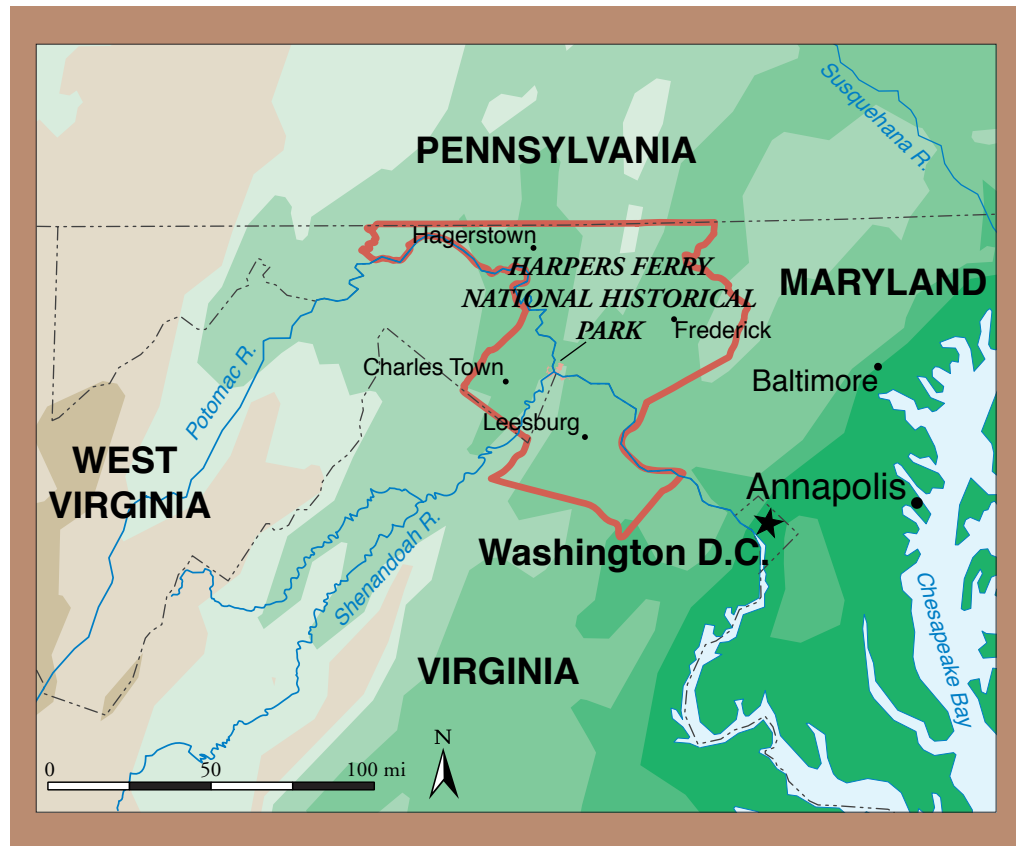 Susquehana R.
PENNSYLVANIA
Hagerstown
HARPERS FERRY
NATIONAL HISTORICAL
PARK
MARYLAND
Frederick
Potomac R.
Charles Town
Baltimore
Leesburg
WEST
VIRGINIA
Annapolis
Shenandoah R.
Washington D.C.
Chesapeake Bay
VIRGINIA
N
0 50 100 mi